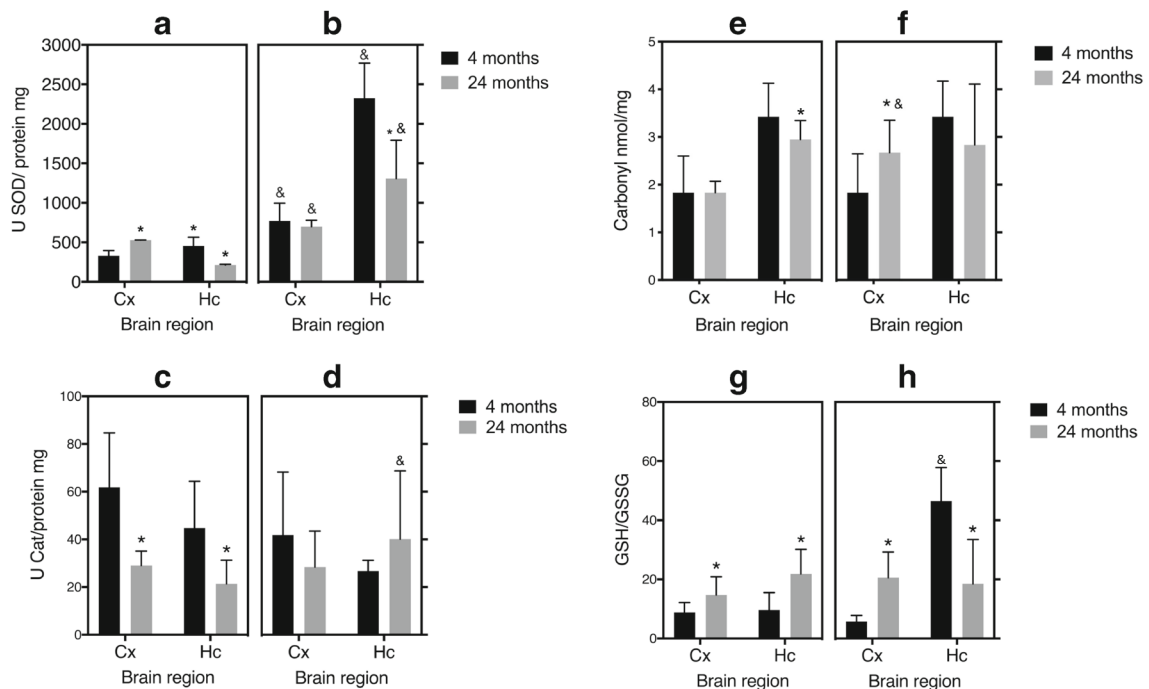 a
b
U SOD/ protein mg
3000
2500
2000
1500
1000
500
0
*
*
*
&
&
&
* &
4 months
24 months
Cx
Hc
Cx
Hc
Brain region
Brain region
e
f
Carbonyl nmol/mg
5
4
3
2
1
0
*
* &
4 months
24 months
Cx
Hc
Cx
Hc
Brain region
Brain region
c
d
U Cat/protein mg
100
80
60
40
20
0
*
*
&
4 months
24 months
Cx
Hc
Cx
Hc
Brain region
Brain region
g
h
GSH/GSSG
80
60
40
20
0
*
*
*
&
*
4 months
24 months
Cx
Hc
Cx
Hc
Brain region
Brain region